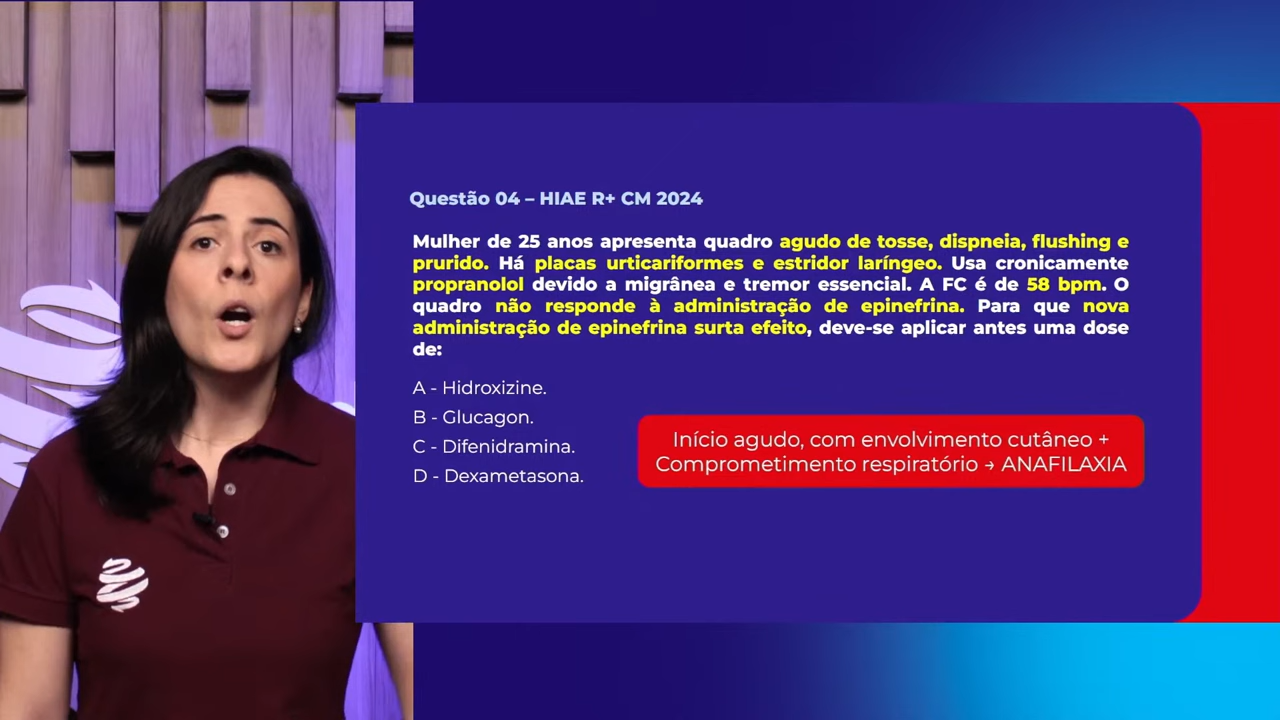 Questão 04 – HIAE R+ CM 2024
Mulher de 25 anos apresenta quadro agudo de tosse, dispneia, flushing e
prurido. Há placas urticariformes e estridor laríngeo. Usa cronicamente
propranolol devido a migrânea e tremor essencial. A FC é de 58 bpm. O
quadro não responde à administração de epinefrina. Para que nova
administração de epinefrina surta efeito, deve-se aplicar antes uma dose
de:
A - Hidroxizine.
B - Glucagon.
C - Difenidramina.
D - Dexametasona.
Início agudo, com envolvimento cutâneo +
Comprometimento respiratório → ANAFILAXIA